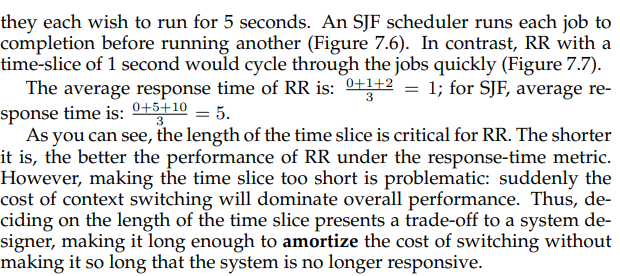 they each wish to run for 5 seconds. An SJF scheduler runs each job to
completion before running another (Figure 7.6). In contrast, RR with a
time-slice of 1 second would cycle through the jobs quickly (Figure 7.7).
The average response time of RR is: (0+1+2)/3 = 1; for SJF, average re-
sponse time is: (0+5+10)/3 = 5.
As you can see, the length of the time slice is critical for RR. The shorter
it is, the better the performance of RR under the response-time metric.
However, making the time slice too short is problematic: suddenly the
cost of context switching will dominate overall performance. Thus, de-
ciding on the length of the time slice presents a trade-off to a system de-
signer, making it long enough to amortize the cost of switching without
making it so long that the system is no longer responsive.